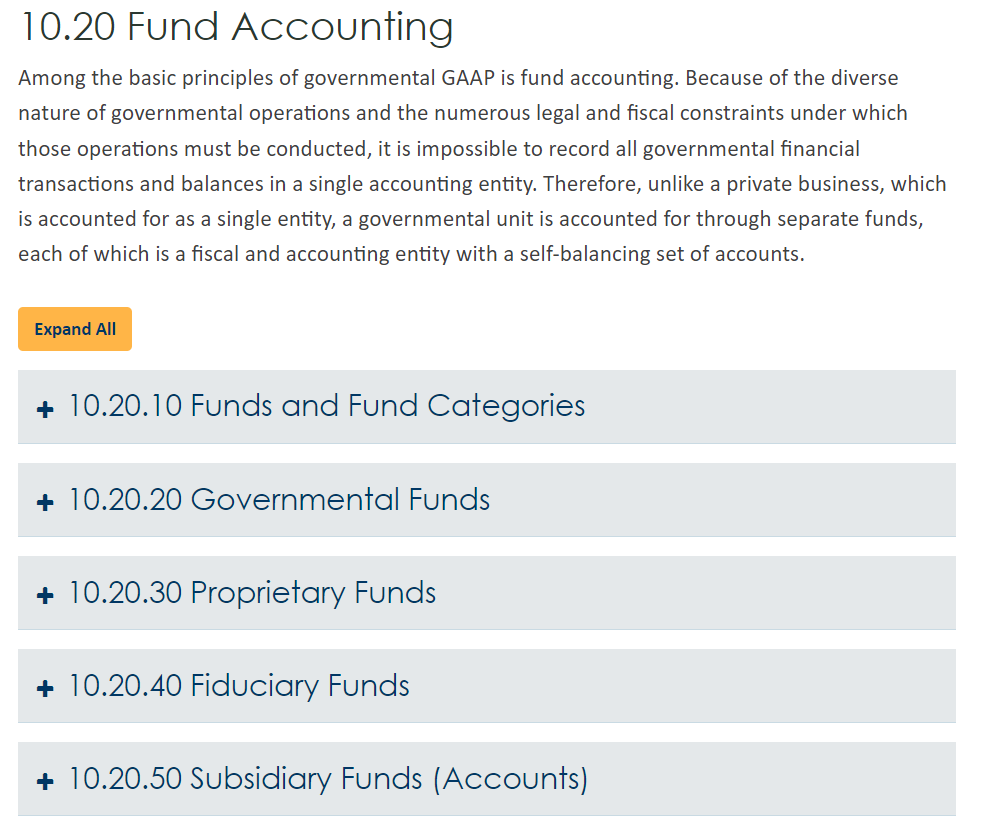 10.20 Fund Accounting
Among the basic principles of governmental GAAP is fund accounting. Because of the diverse
nature of governmental operations and the numerous legal and fiscal constraints under which
those operations must be conducted, it is impossible to record all governmental financial
transactions and balances in a single accounting entity. Therefore, unlike a private business, which
is accounted for as a single entity, a governmental unit is accounted for through separate funds,
each of which is a fiscal and accounting entity with a self-balancing set of accounts.
Expand All
+ 10.20.10 Funds and Fund Categories
+ 10.20.20 Governmental Funds
+ 10.20.30 Proprietary Funds
+ 10.20.40 Fiduciary Funds
+ 10.20.50 Subsidiary Funds (Accounts)